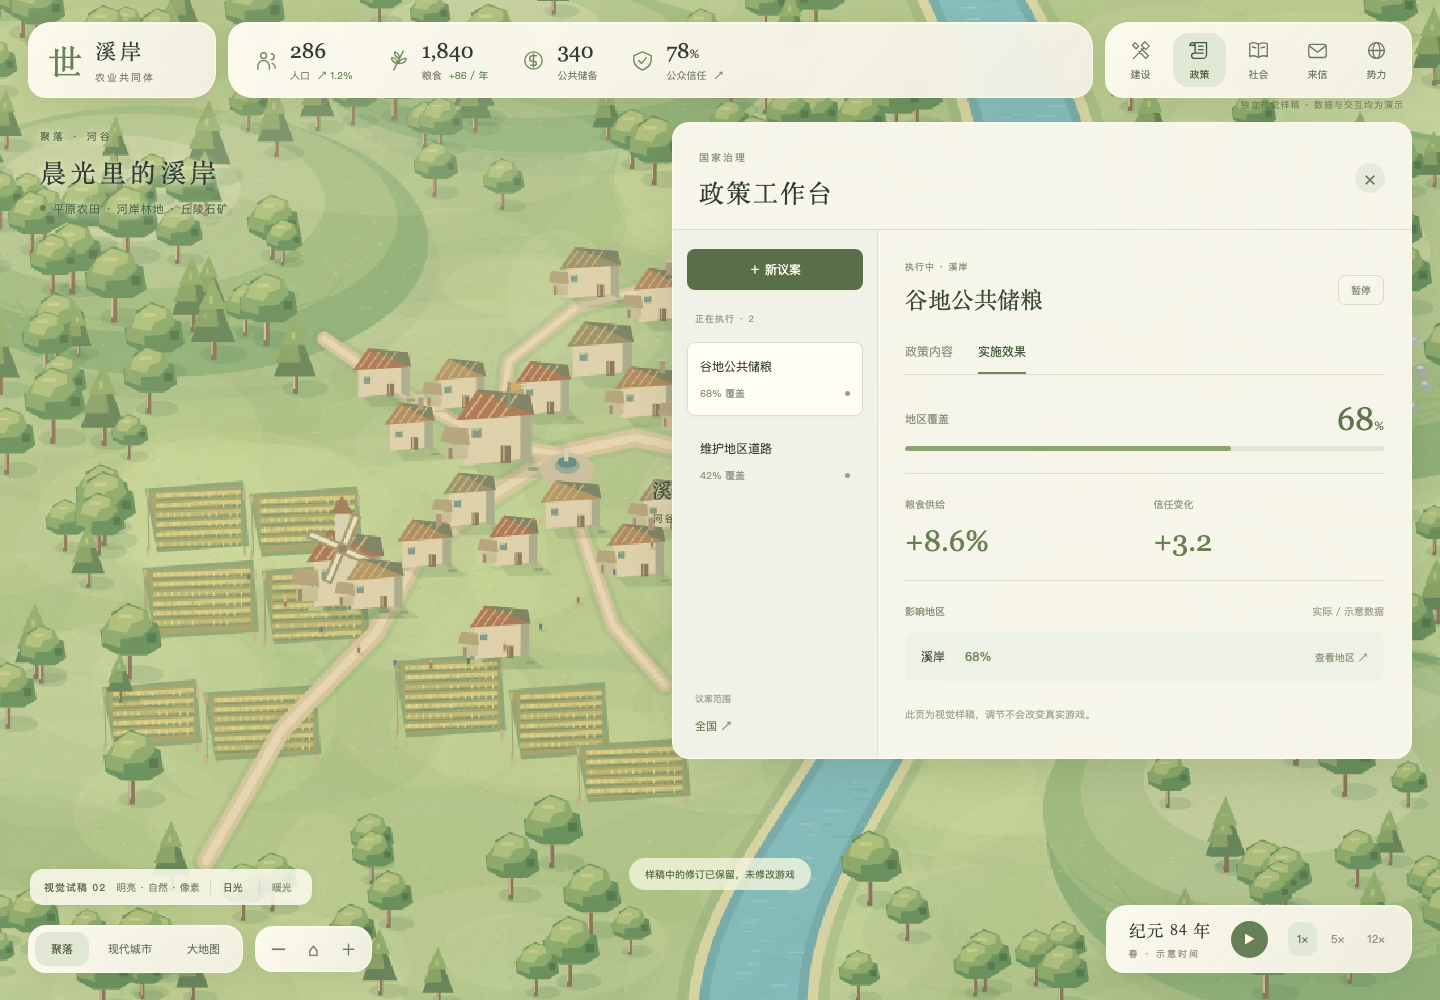 世
溪岸
农业共同体
286
人口 ↗ 1.2%
1,840
粮食 +86 / 年
340
公共储备
78%
公众信任 ↗
建设
政策
社会
来信
势力
独立视觉样稿 · 数据与交互均为演示
聚落 · 河谷
晨光里的溪岸
平原农田 · 河岸林地 · 丘陵石矿
国家治理
政策工作台
＋ 新议案
正在执行 · 2
谷地公共储粮
68% 覆盖
维护地区道路
42% 覆盖
议案范围
全国 ↗
执行中 · 溪岸
谷地公共储粮
暂停
政策内容
实施效果
地区覆盖
68%
粮食供给
+8.6%
信任变化
+3.2
影响地区
实际 / 示意数据
溪岸 68%
查看地区 ↗
此页为视觉样稿，调节不会改变真实游戏。
溪
河谷
样稿中的修订已保留，未修改游戏
视觉试稿 02 明亮 · 自然 · 像素 日光 暖光
聚落 现代城市 大地图
纪元 84 年
春 · 示意时间
1× 5× 12×